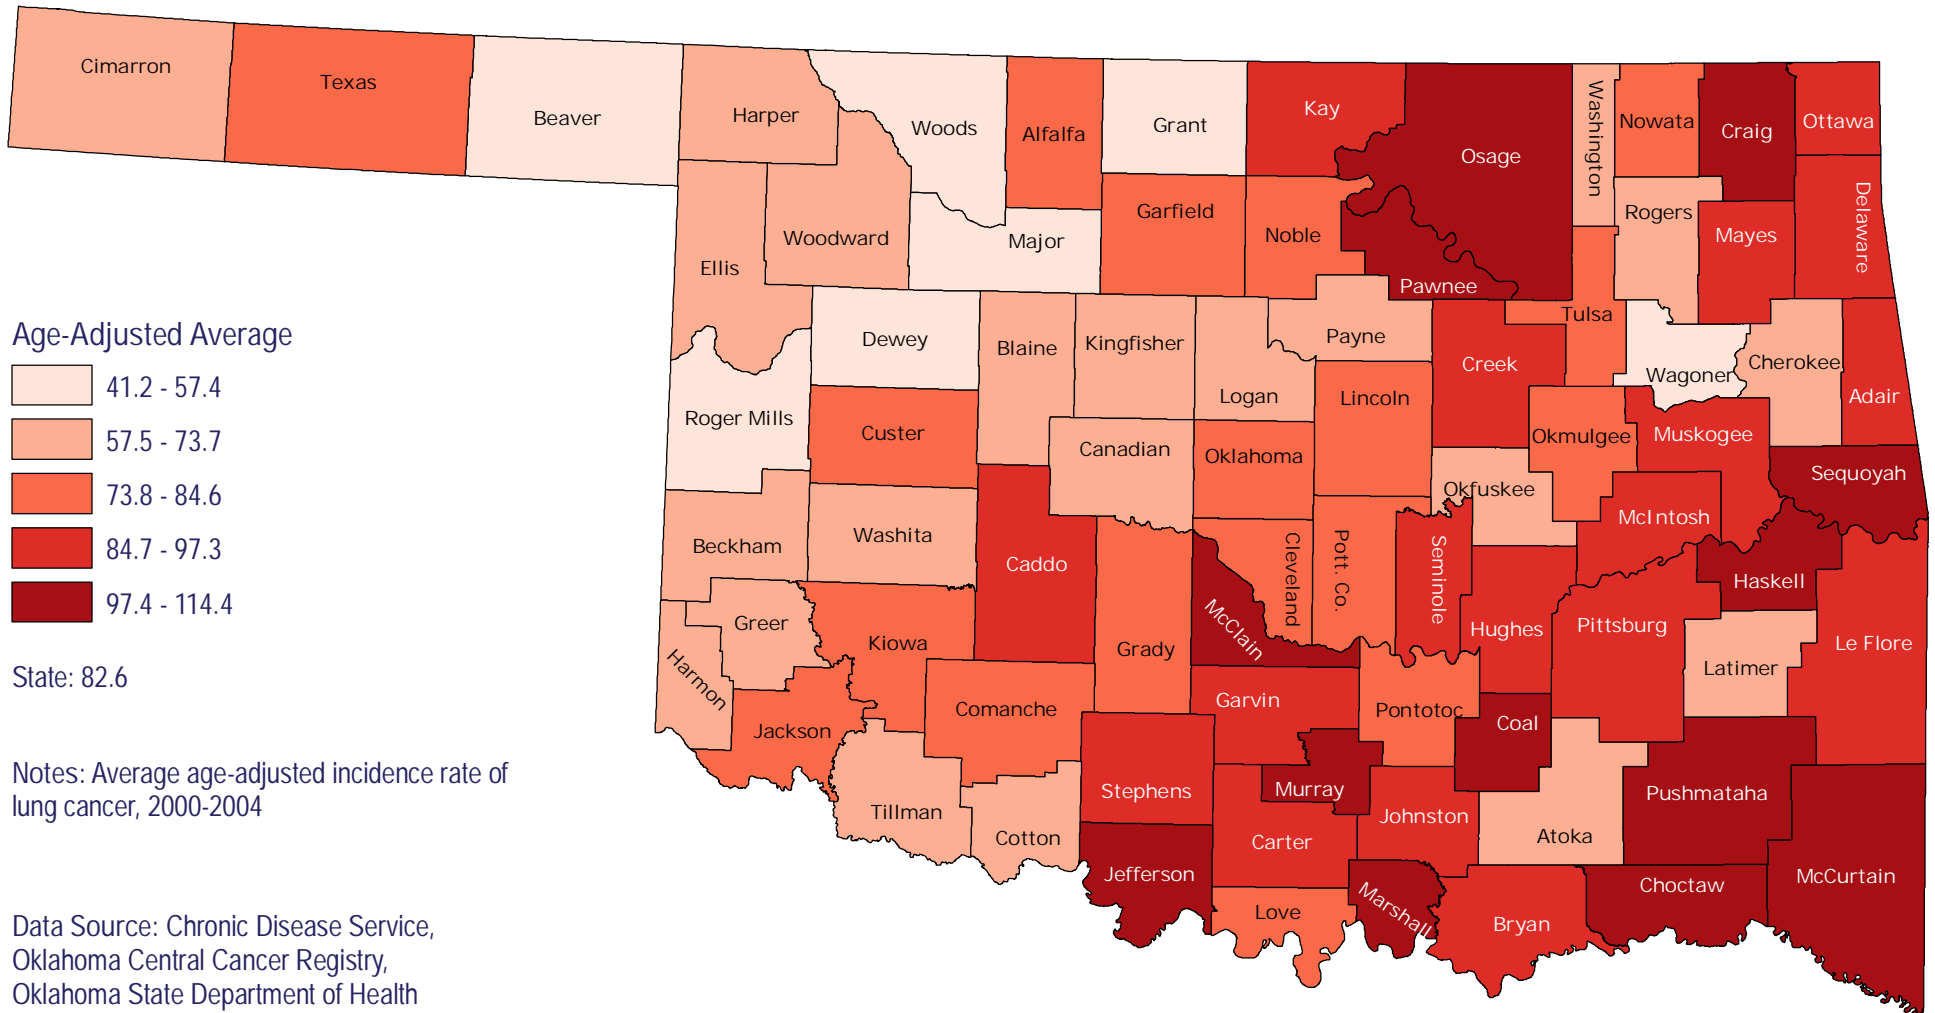 Cimarron
Texas
Beaver
Harper
Woods
Alfalfa
Grant
Kay
Osage
Washington
Nowata
Craig
Ottawa
Ellis
Woodward
Major
Garfield
Noble
Pawnee
Rogers
Mayes
Delaware
Dewey
Blaine
Kingfisher
Logan
Payne
Creek
Tulsa
Wagoner
Cherokee
Adair
Roger Mills
Custer
Canadian
Oklahoma
Lincoln
Okfuskee
Okmulgee
Muskogee
Sequoyah
Beckham
Washita
Caddo
Grady
McClain
Cleveland
Pott. Co.
Seminole
Hughes
McIntosh
Pittsburg
Haskell
Latimer
Le Flore
Harmon
Greer
Kiowa
Jackson
Comanche
Tillman
Cotton
Stephens
Garvin
Pontotoc
Coal
Murray
Johnston
Carter
Atoka
Pushmataha
McCurtain
Jefferson
Love
Marshall
Bryan
Choctaw
Age-Adjusted Average
41.2 - 57.4
57.5 - 73.7
73.8 - 84.6
84.7 - 97.3
97.4 - 114.4
State: 82.6
Notes: Average age-adjusted incidence rate of
lung cancer, 2000-2004
Data Source: Chronic Disease Service,
Oklahoma Central Cancer Registry,
Oklahoma State Department of Health